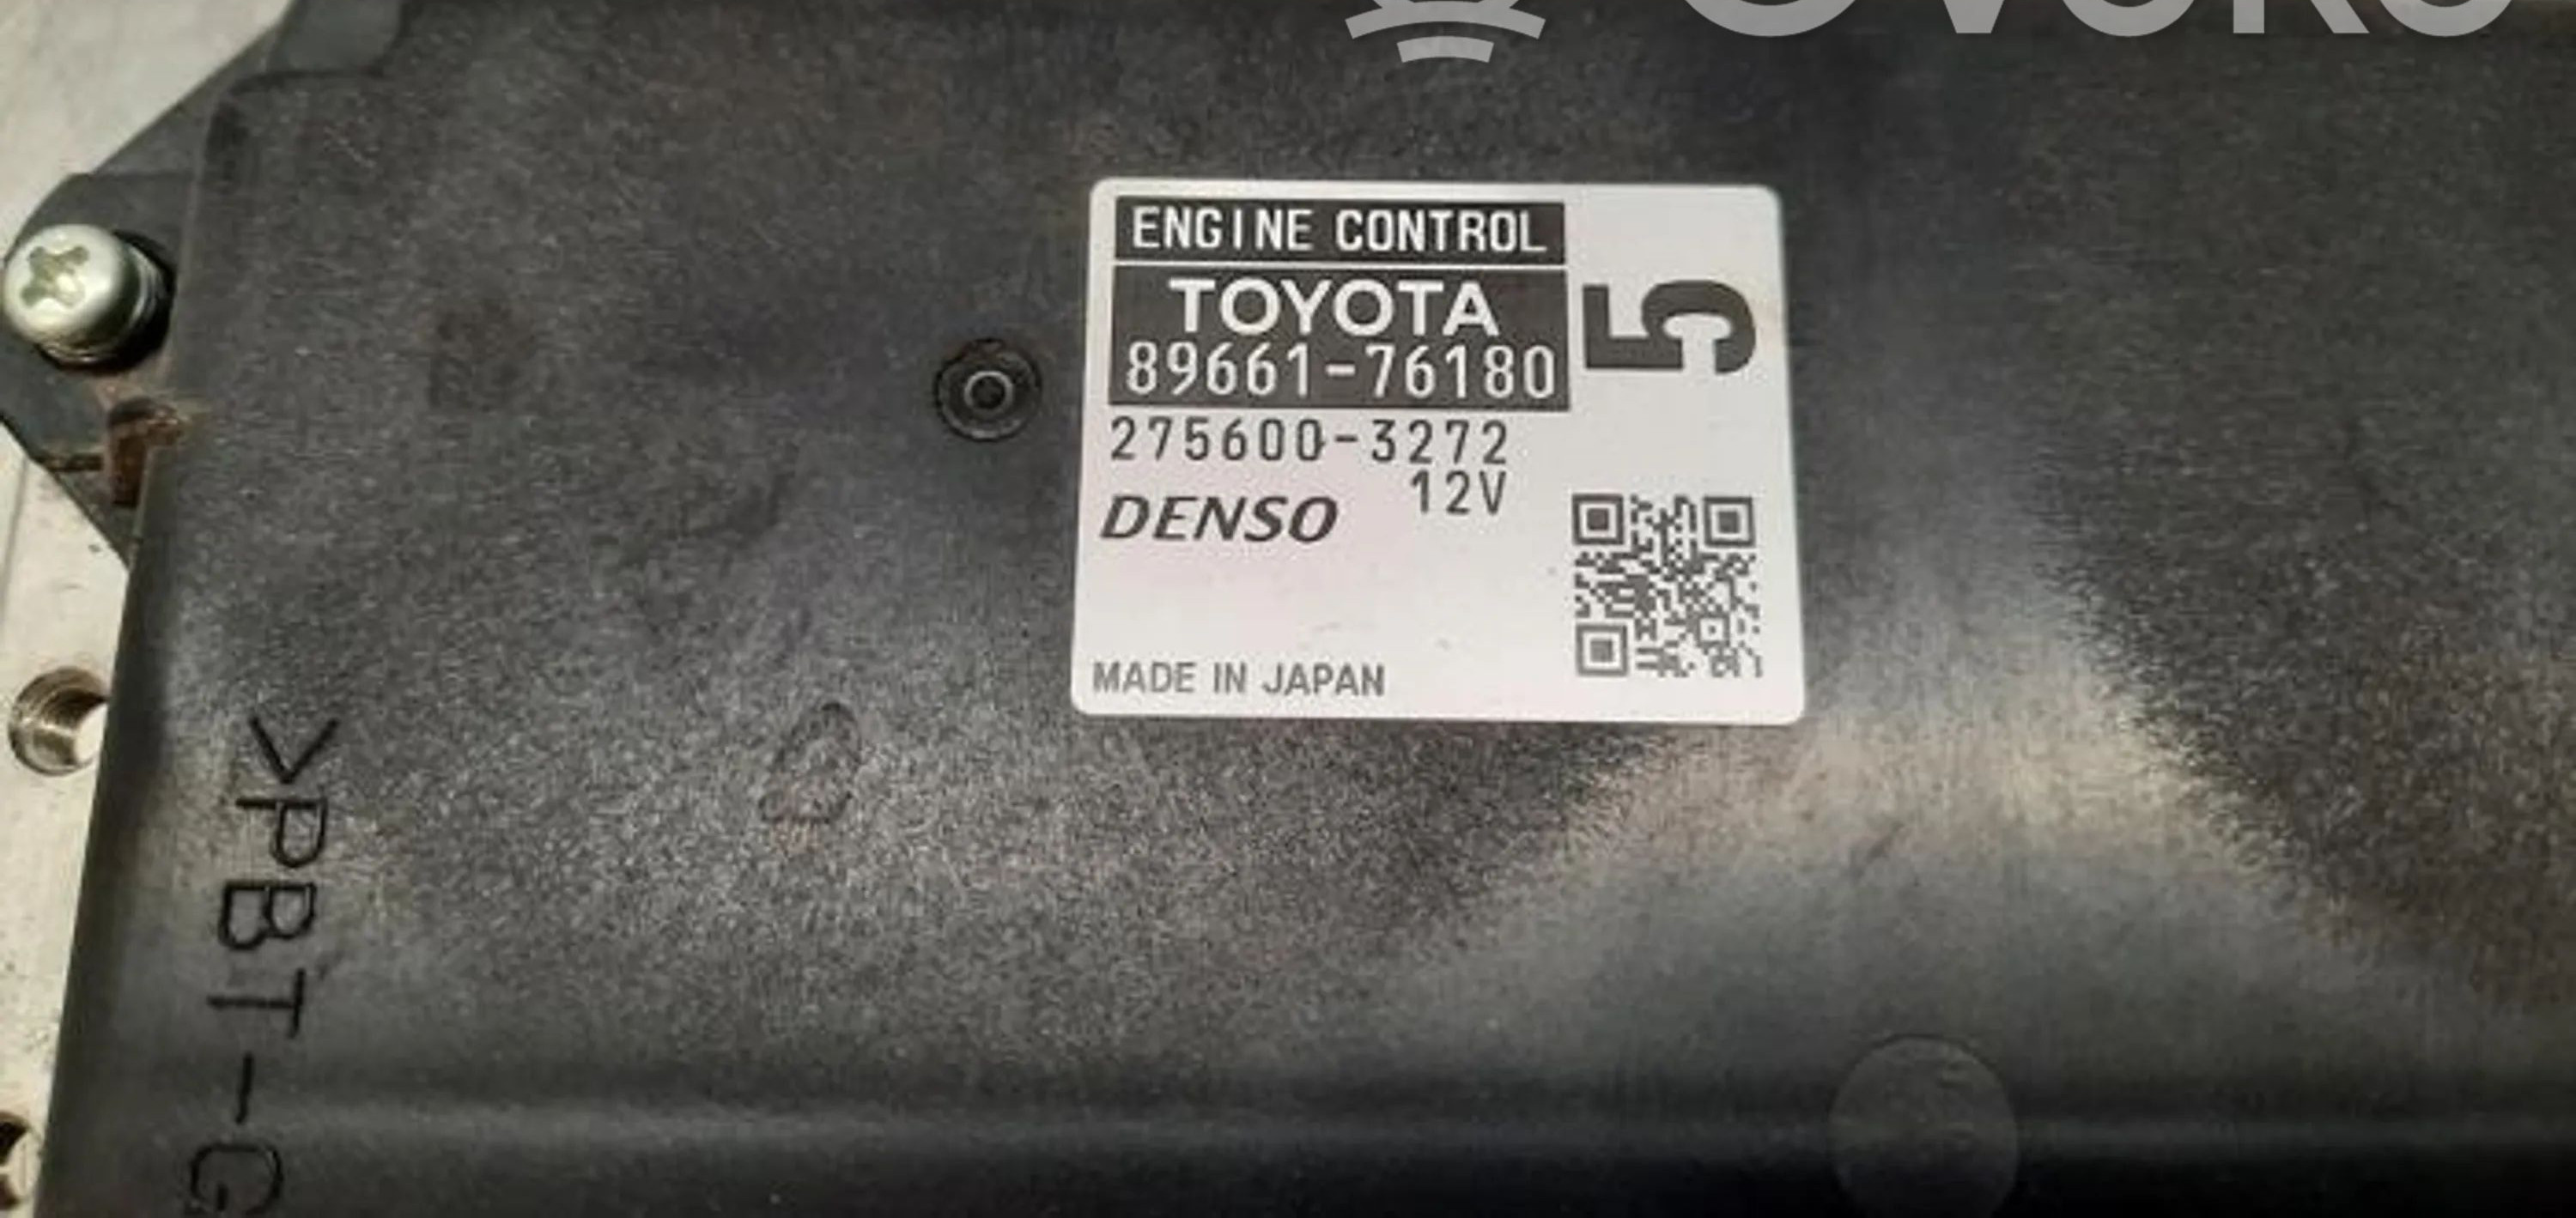 ENGINE CONTROL
TOYOTA
89661-76180
5
275600-3272
12V
DENSO
MADE IN JAPAN
>PBT-G